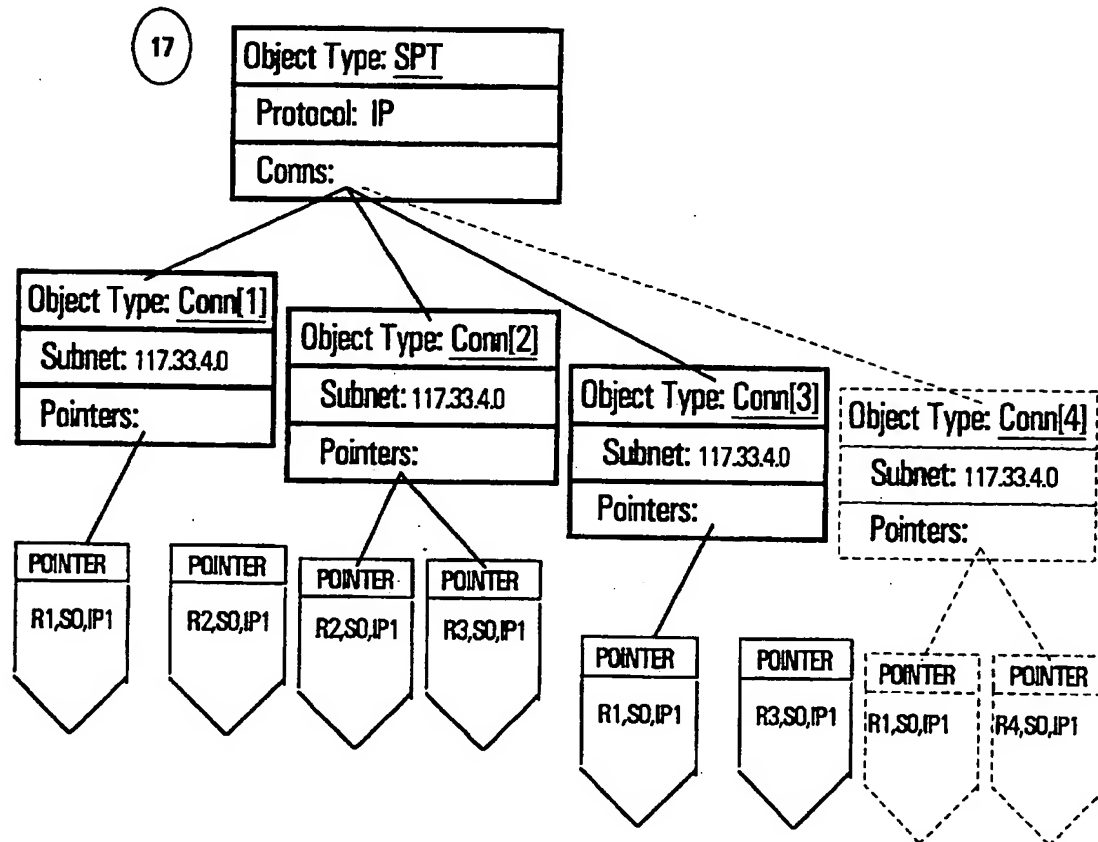 17
Object Type: SPT
Protocol: IP
Conns:
Object Type: Conn[1]
Subnet: 117.33.4.0
Pointers:
Object Type: Conn[2]
Subnet: 117.33.4.0
Pointers:
Object Type: Conn[3]
Subnet: 117.33.4.0
Pointers:
Object Type: Conn[4]
Subnet: 117.33.4.0
Pointers:
POINTER
R1,S0,IP1
POINTER
R2,S0,IP1
POINTER
R2,S0,IP1
POINTER
R3,S0,IP1
POINTER
R1,S0,IP1
POINTER
R3,S0,IP1
POINTER
R1,S0,IP1
POINTER
R4,S0,IP1